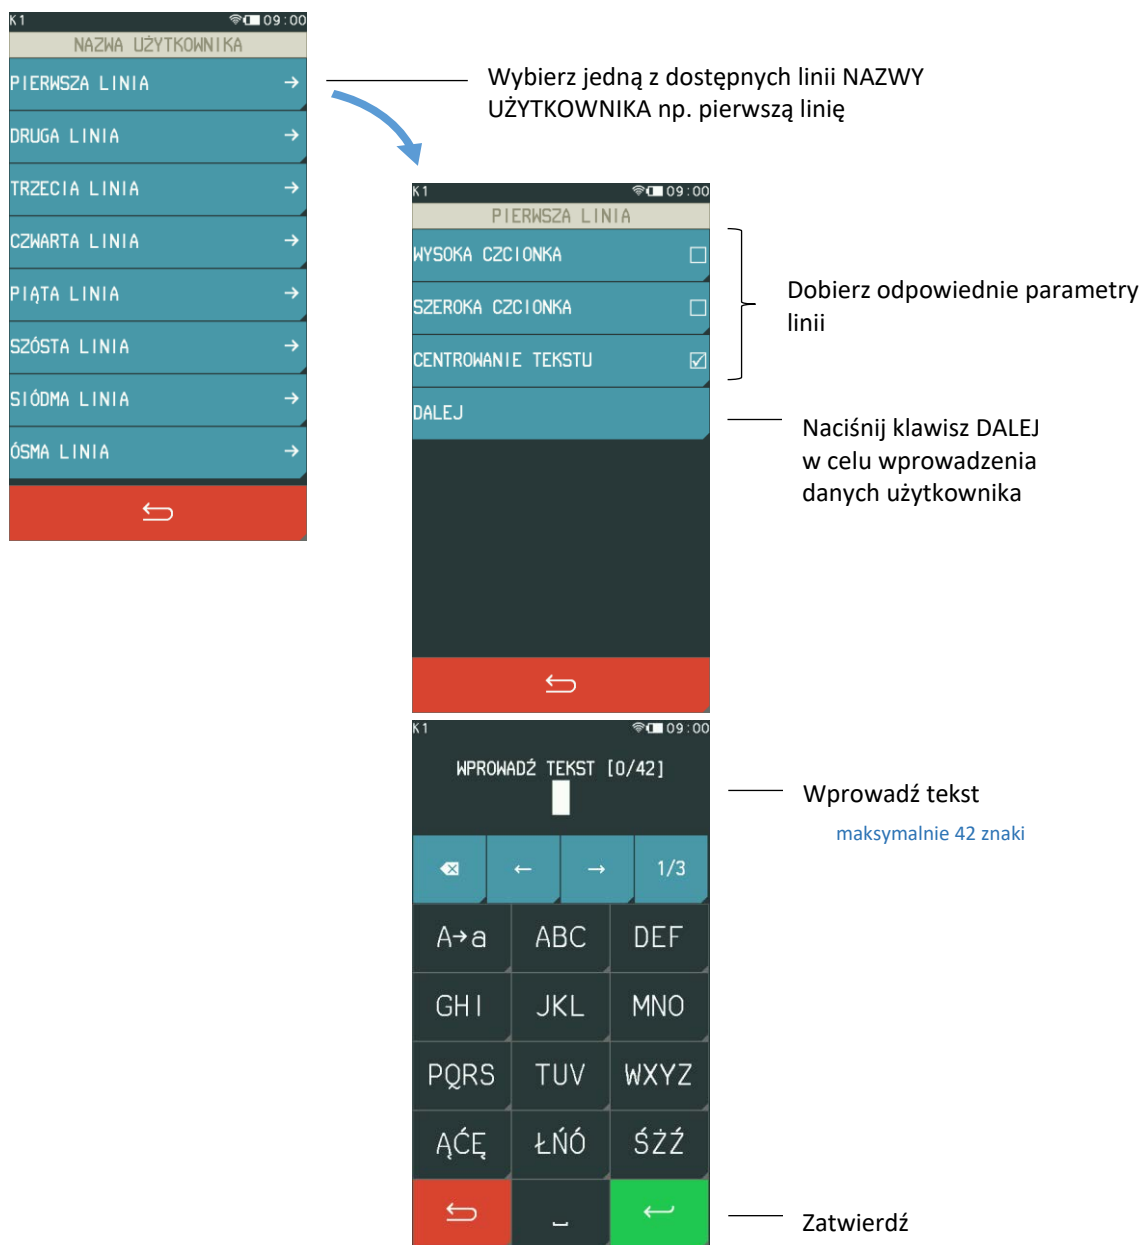 K1 09:00
NAZWA UŻYTKOWNIKA
PIERWSZA LINIA →
DRUGA LINIA →
TRZECIA LINIA →
CZWARTA LINIA →
PIĄTA LINIA →
SZÓSTA LINIA →
SIÓDMA LINIA →
ÓSMA LINIA →
Wybierz jedną z dostępnych linii NAZWY
UŻYTKOWNIKA np. pierwszą linię
K1 09:00
PIERWSZA LINIA
WYSOKA CZCIONKA
SZEROKA CZCIONKA
CENTROWANIE TEKSTU
DALEJ
Dobierz odpowiednie parametry
linii
Naciśnij klawisz DALEJ
w celu wprowadzenia
danych użytkownika
K1 09:00
WPROWADŹ TEKST [0/42]
← → 1/3
A→a ABC DEF
GHI JKL MNO
PQRS TUV WXYZ
ĄĆĘ ŁŃÓ ŚŻŹ
Wprowadź tekst
maksymalnie 42 znaki
Zatwierdź